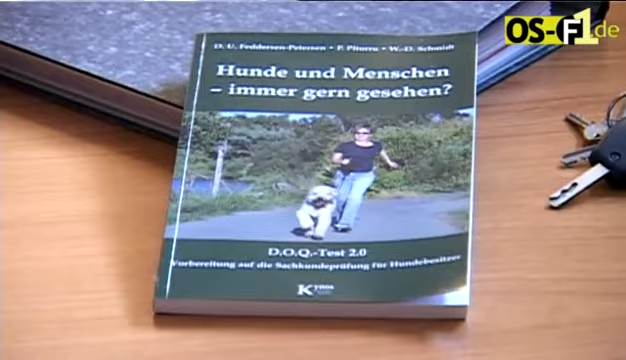 OS-F1.de
D. U. Feddersen-Petersen · P. Piturru · W.-D. Schmidt
Hunde und Menschen
– immer gern gesehen?
D.O.Q.-Test 2.0
Vorbereitung auf die Sachkundeprüfung für Hundebesitzer
Kynos